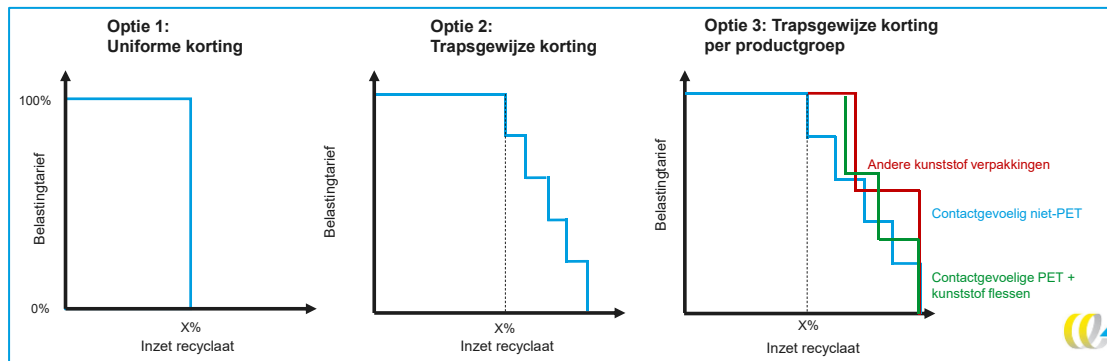 Optie 1:
Uniforme korting
100%
Belastingtarief
0%
X%
Inzet recyclaat
Optie 2:
Trapsgewijze korting
Belastingtarief
X%
Inzet recyclaat
Optie 3: Trapsgewijze korting
per productgroep
Belastingtarief
Andere kunststof verpakkingen
Contactgevoelig niet-PET
Contactgevoelige PET +
kunststof flessen
X%
Inzet recyclaat